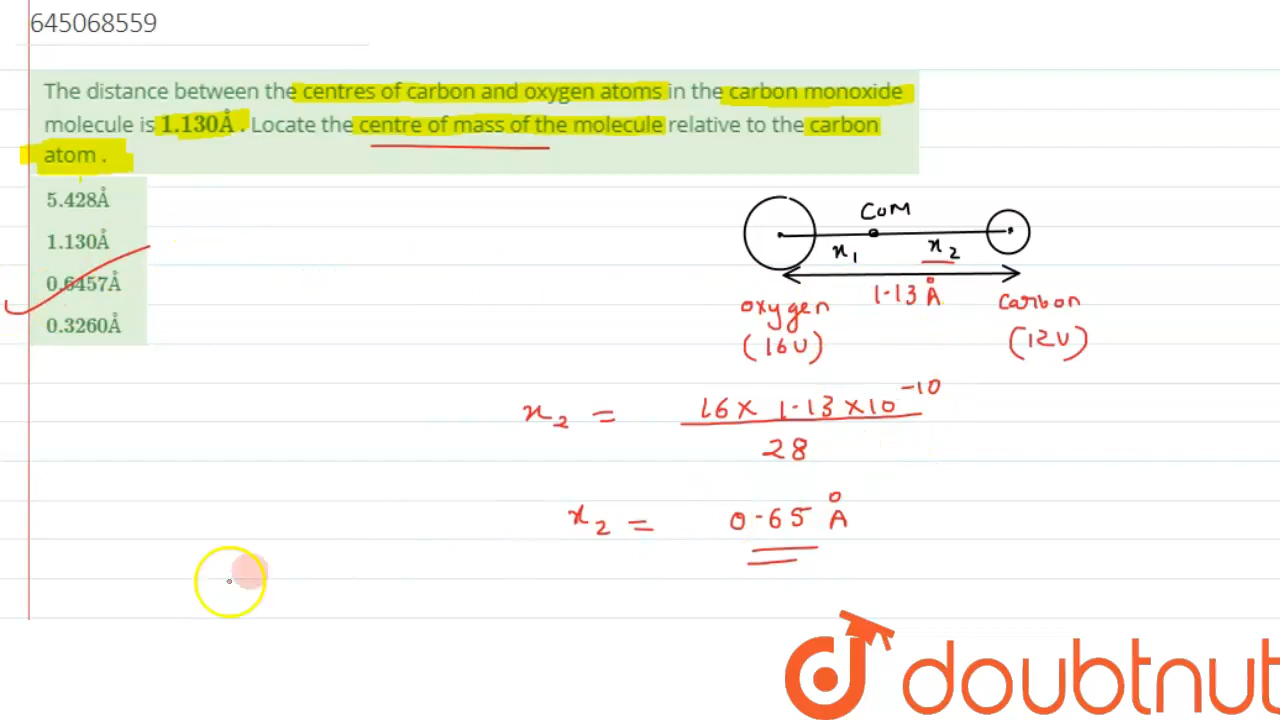 645068559
The distance between the centres of carbon and oxygen atoms in the carbon monoxide
molecule is 1.130Å . Locate the centre of mass of the molecule relative to the carbon
atom .
5.428Å
1.130Å
0.6457Å
0.3260Å
COM
x₁ x₂
1.13 Å
oxygen Carbon
(16U) (12U)
x₂ = 16 × 1.13 × 10⁻¹⁰
28
x₂ = 0.65 Å
doubtnut